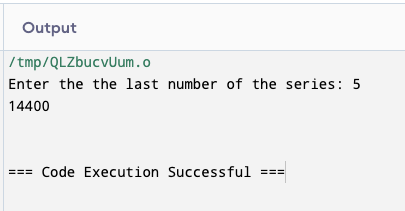 Output
/tmp/QLZbucvUum.o
Enter the the last number of the series: 5
14400
=== Code Execution Successful ===